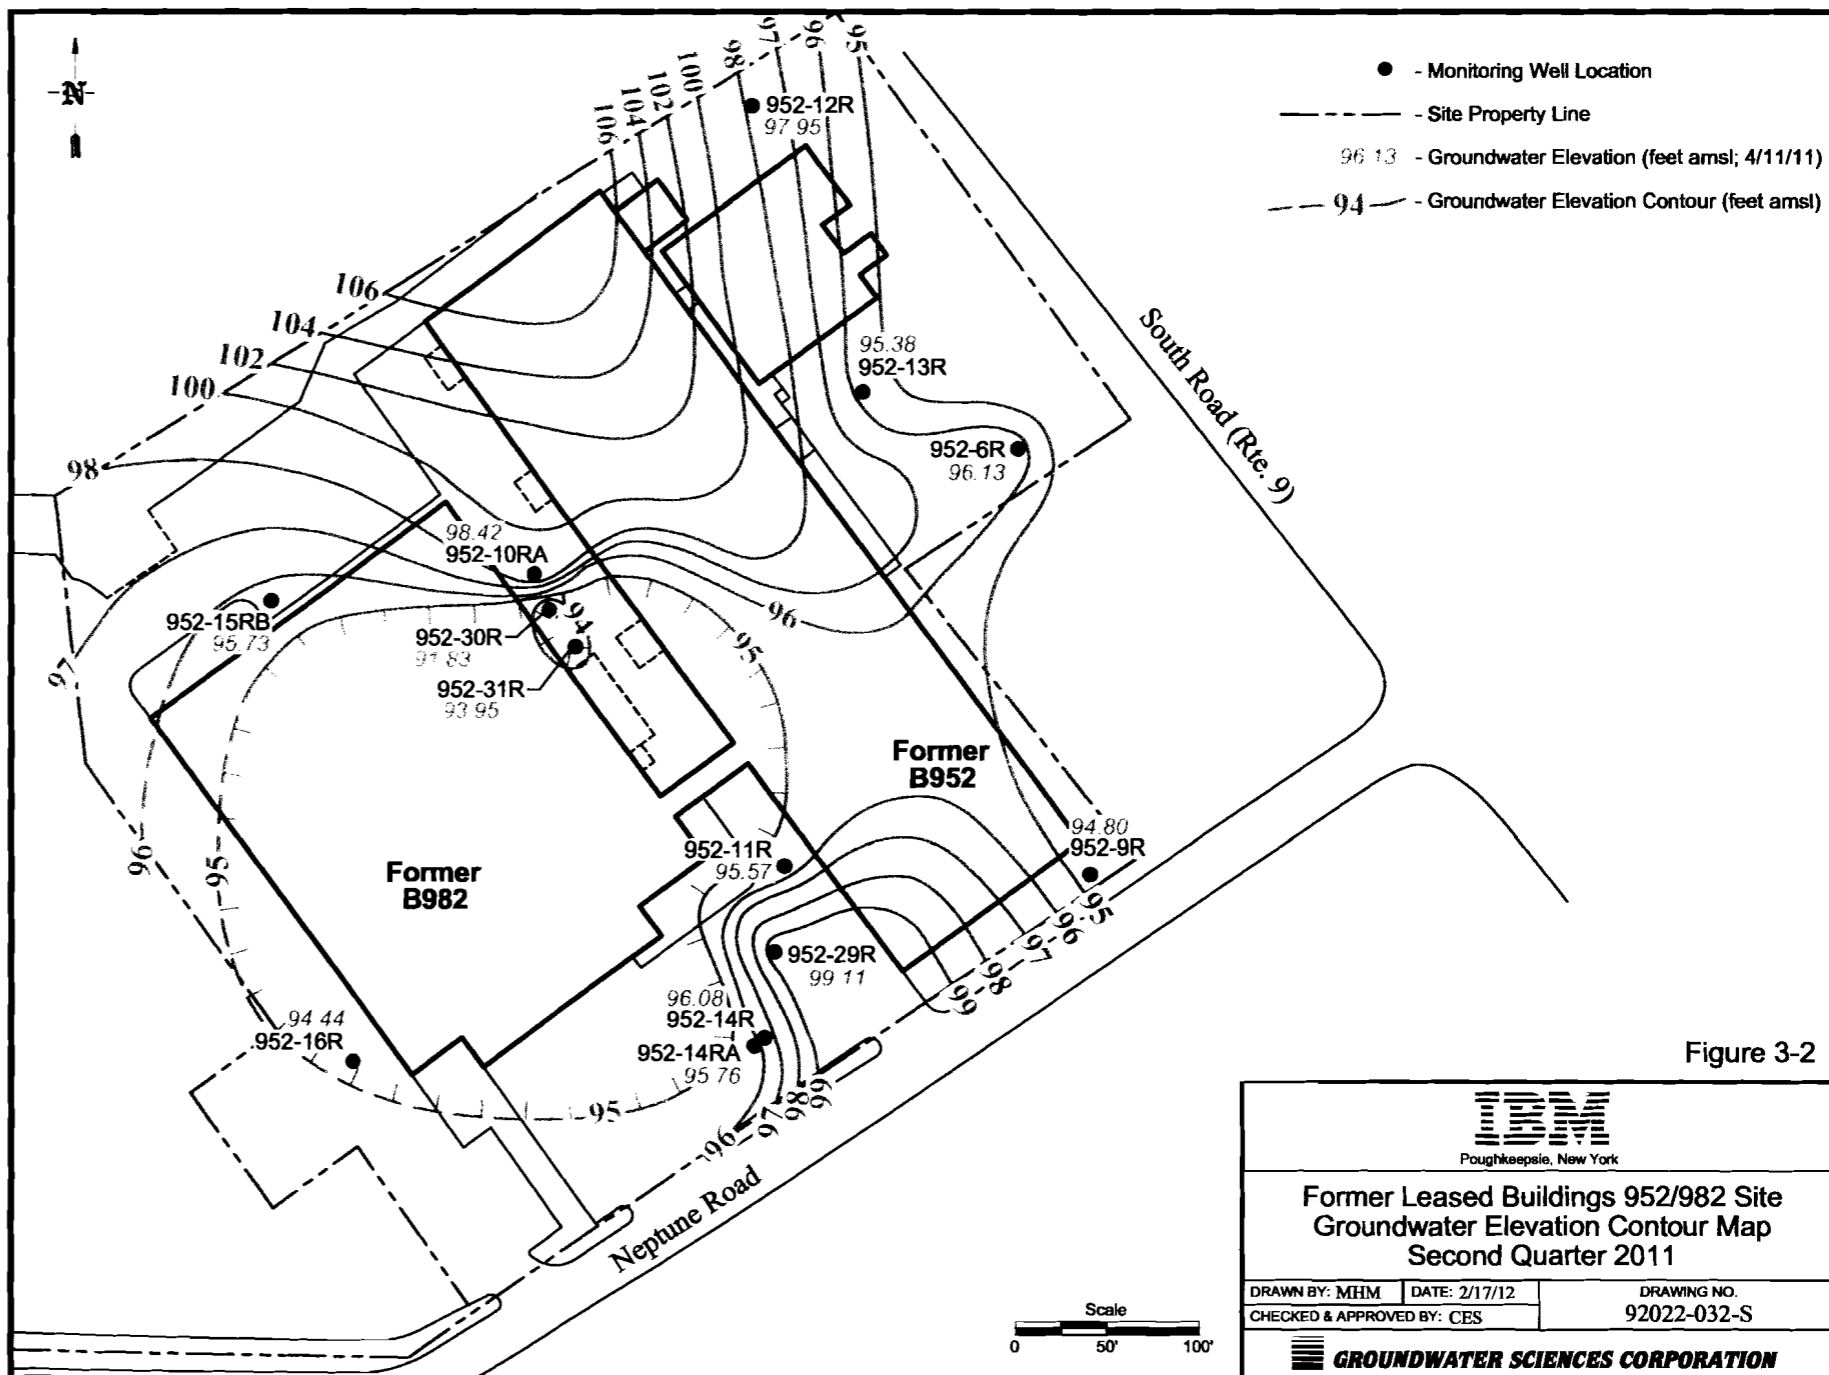 N
- Monitoring Well Location
- Site Property Line
96.13 - Groundwater Elevation (feet amsl; 4/11/11)
94 - Groundwater Elevation Contour (feet amsl)
106
104
102
100
98
97
96
95
952-12R
97.95
106
104
102
100
98
95.38
952-13R
952-6R
96.13
South Road (Rte. 9)
98.42
952-10RA
952-15RB
95.73
952-30R
91.83
952-31R
93.95
94
96
95
97
96
95
Former
B952
Former
B982
952-11R
95.57
94.80
952-9R
952-29R
99.11
95
96
97
98
99
96.08
952-14R
952-14RA
95.76
94.44
952-16R
95
96
97
98
99
Neptune Road
Figure 3-2
IBM
Poughkeepsie, New York
Former Leased Buildings 952/982 Site
Groundwater Elevation Contour Map
Second Quarter 2011
DRAWN BY: MHM DATE: 2/17/12
CHECKED & APPROVED BY: CES
DRAWING NO.
92022-032-S
GROUNDWATER SCIENCES CORPORATION
Scale
0 50' 100'